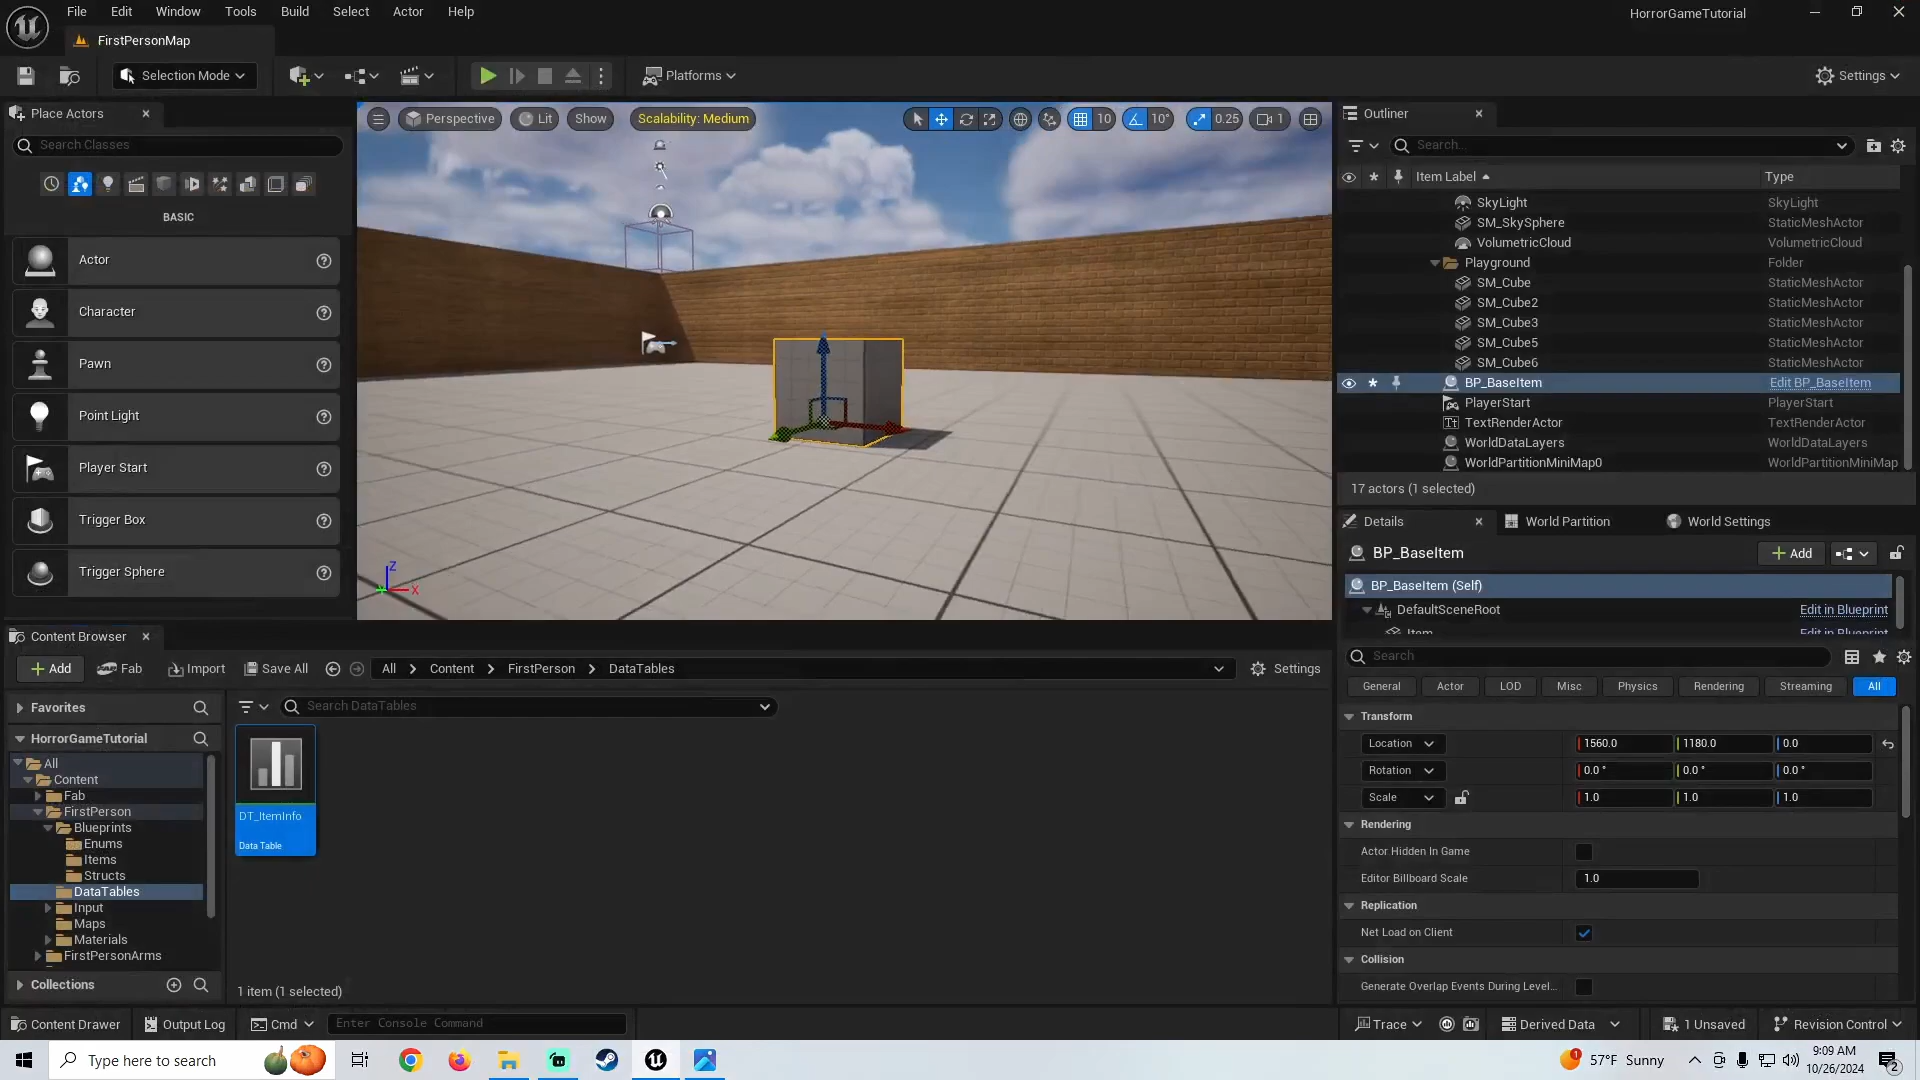 File Edit Window Tools Build Select Actor Help
HorrorGameTutorial
FirstPersonMap
Selection Mode
Platforms
Settings
Place Actors
Search Classes
BASIC
Actor
Character
Pawn
Point Light
Player Start
Trigger Box
Trigger Sphere
Perspective Lit Show Scalability: Medium 10 10° 0.25 1
Z
X
Outliner
Search...
Item Label Type
SkyLight SkyLight
SM_SkySphere StaticMeshActor
VolumetricCloud VolumetricCloud
Playground Folder
SM_Cube StaticMeshActor
SM_Cube2 StaticMeshActor
SM_Cube3 StaticMeshActor
SM_Cube5 StaticMeshActor
SM_Cube6 StaticMeshActor
BP_BaseItem Edit BP_BaseItem
PlayerStart PlayerStart
TextRenderActor TextRenderActor
WorldDataLayers WorldDataLayers
WorldPartitionMiniMap0 WorldPartitionMiniMap
17 actors (1 selected)
Details World Partition World Settings
BP_BaseItem Add
BP_BaseItem (Self)
DefaultSceneRoot Edit in Blueprint
Item Edit in Blueprint
Search
General Actor LOD Misc Physics Rendering Streaming All
Transform
Location 1560.0 1180.0 0.0
Rotation 0.0 ° 0.0 ° 0.0 °
Scale 1.0 1.0 1.0
Rendering
Actor Hidden In Game
Editor Billboard Scale 1.0
Replication
Net Load on Client
Collision
Generate Overlap Events During Level...
Content Browser
Add Fab Import Save All All Content FirstPerson DataTables Settings
Favorites
HorrorGameTutorial
All
Content
Fab
FirstPerson
Blueprints
Enums
Items
Structs
DataTables
Input
Maps
Materials
FirstPersonArms
Collections
Search DataTables
DT_ItemInfo
Data Table
1 item (1 selected)
Content Drawer Output Log Cmd Enter Console Command Trace Derived Data 1 Unsaved Revision Control
Type here to search
1
57°F Sunny
9:09 AM
10/26/2024
2